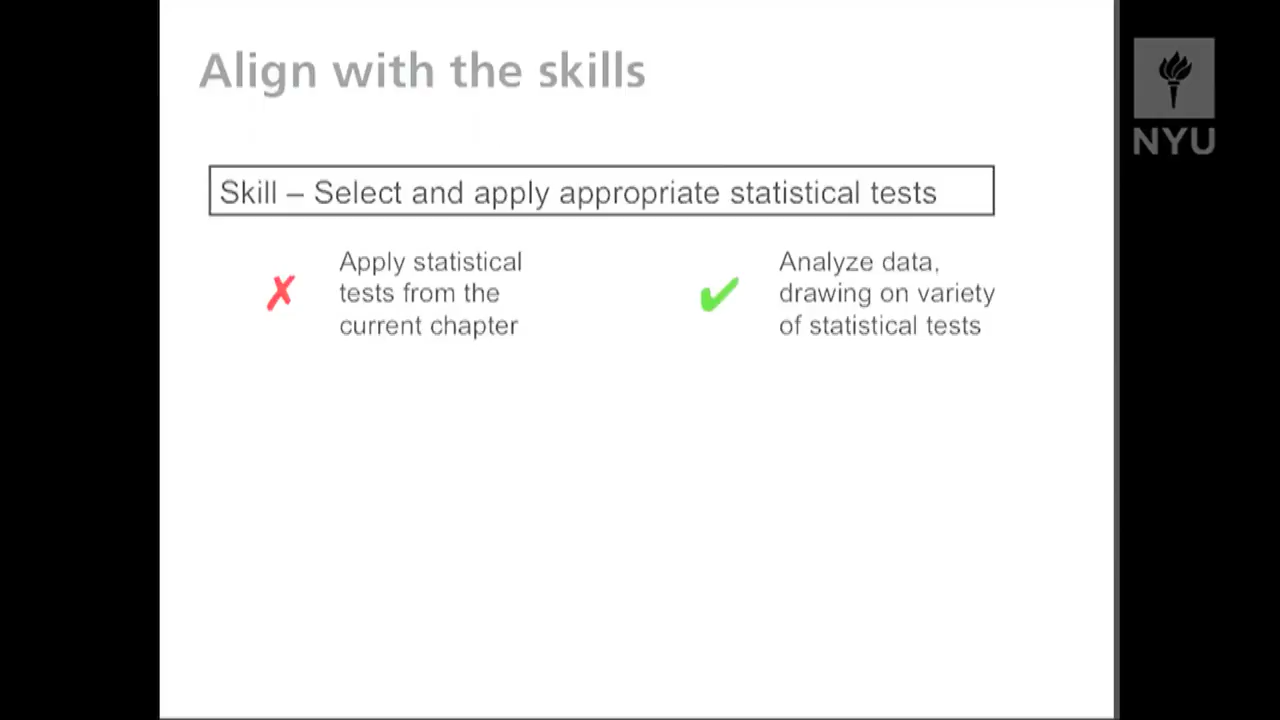 Align with the skills
NYU
Skill – Select and apply appropriate statistical tests
✗
Apply statistical
tests from the
current chapter
✔
Analyze data,
drawing on variety
of statistical tests